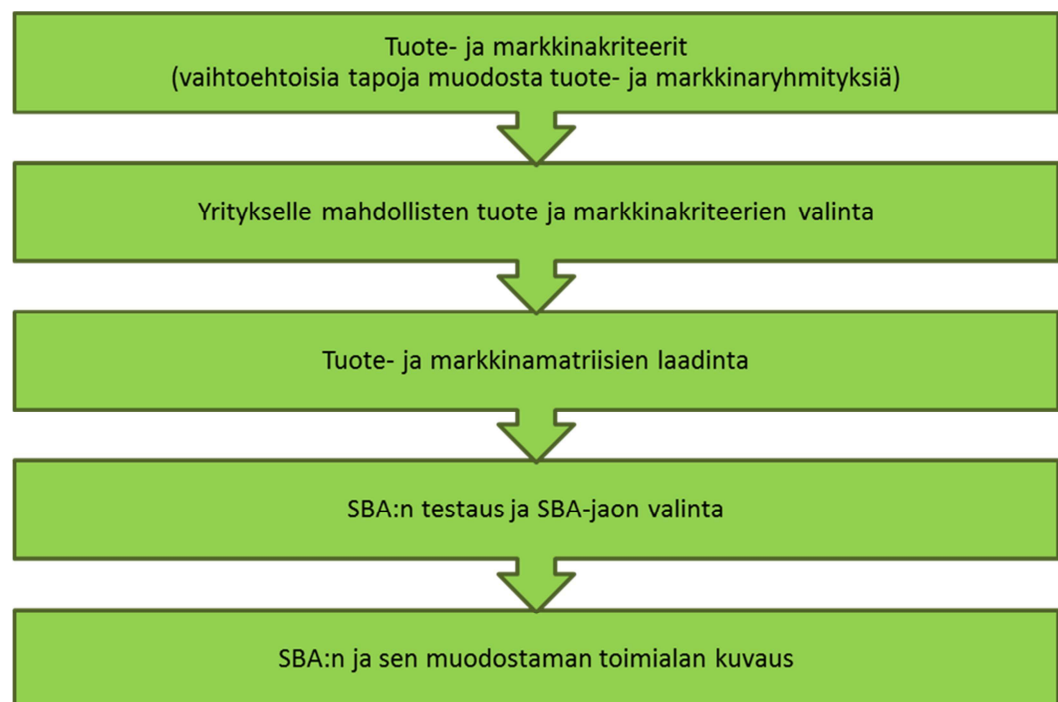 Tuote- ja markkinakriteerit
(vaihtoehtoisia tapoja muodosta tuote- ja markkinaryhmityksiä)
Yritykselle mahdollisten tuote ja markkinakriteerien valinta
Tuote- ja markkinamatriisien laadinta
SBA:n testaus ja SBA-jaon valinta
SBA:n ja sen muodostaman toimialan kuvaus